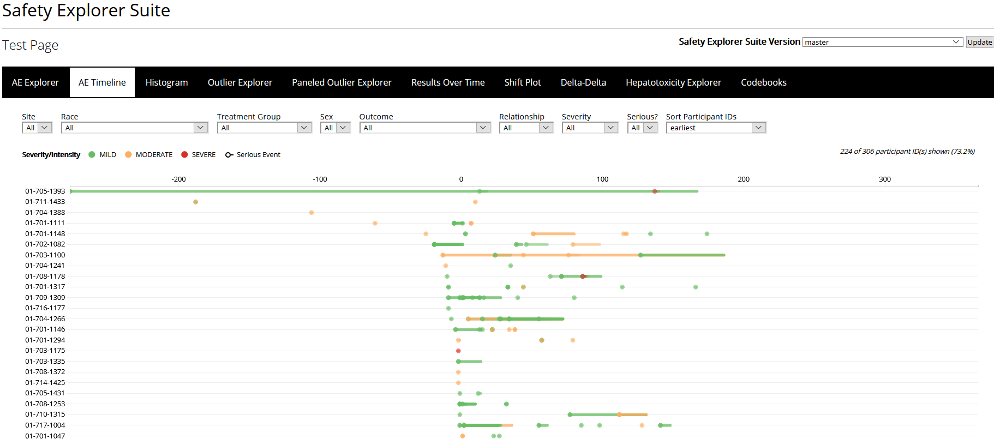 Safety Explorer Suite
Test Page
Safety Explorer Suite Version master Update
AE Explorer AE Timeline Histogram Outlier Explorer Paneled Outlier Explorer Results Over Time Shift Plot Delta-Delta Hepatotoxicity Explorer Codebooks
Site Race Treatment Group Sex Outcome Relationship Severity Serious? Sort Participant IDs
All All All All All All All All earliest
Severity/Intensity MILD MODERATE SEVERE Serious Event
224 of 306 participant ID(s) shown (73.2%)
-200 -100 0 100 200 300
01-705-1393
01-711-1433
01-704-1388
01-701-1111
01-701-1148
01-702-1082
01-703-1100
01-704-1241
01-708-1178
01-701-1317
01-709-1309
01-716-1177
01-704-1266
01-701-1146
01-701-1294
01-703-1175
01-703-1335
01-708-1372
01-714-1425
01-705-1431
01-708-1253
01-710-1315
01-717-1004
01-701-1047